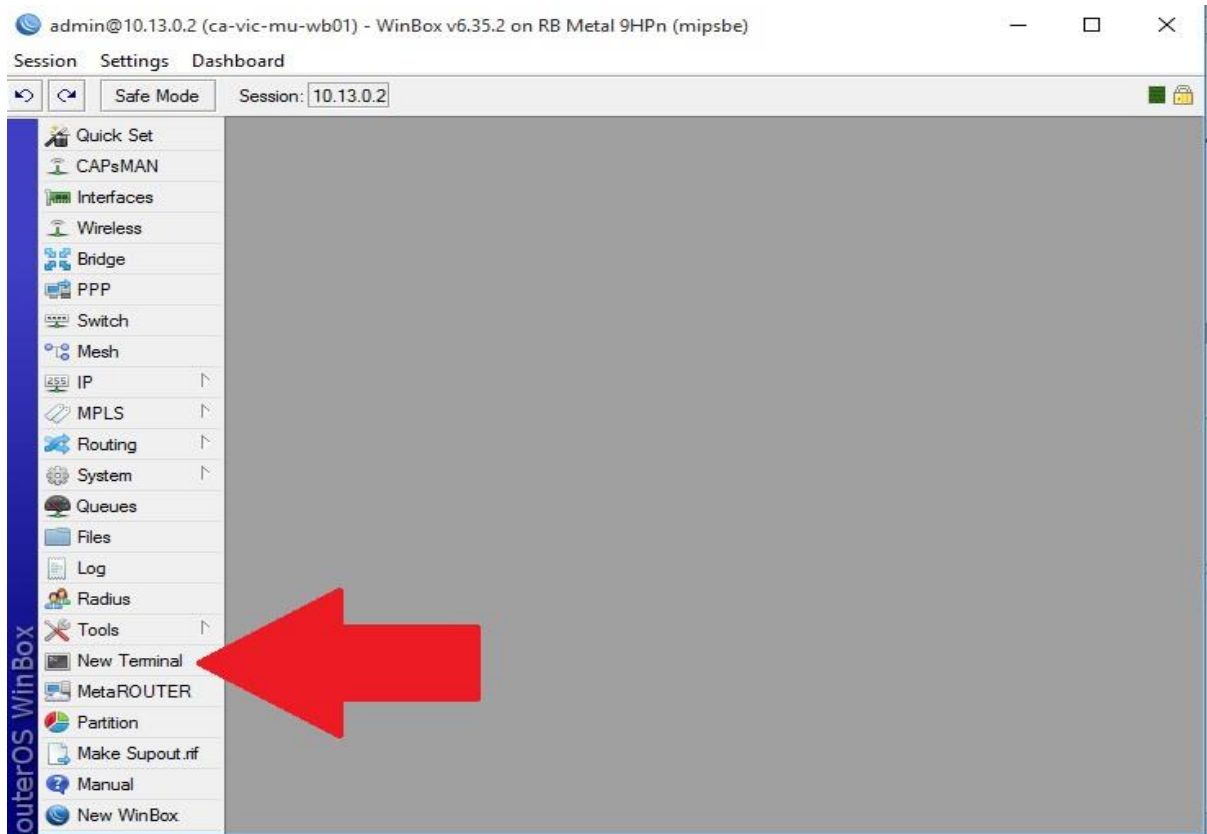 admin@10.13.0.2 (ca-vic-mu-wb01) - WinBox v6.35.2 on RB Metal 9HPn (mipsbe)
Session Settings Dashboard
Safe Mode Session: 10.13.0.2
Quick Set
CAPsMAN
Interfaces
Wireless
Bridge
PPP
Switch
Mesh
255 IP
MPLS
Routing
System
Queues
Files
Log
Radius
Tools
New Terminal
MetaROUTER
Partition
Make Supout.rif
Manual
New WinBox
outerOS WinBox